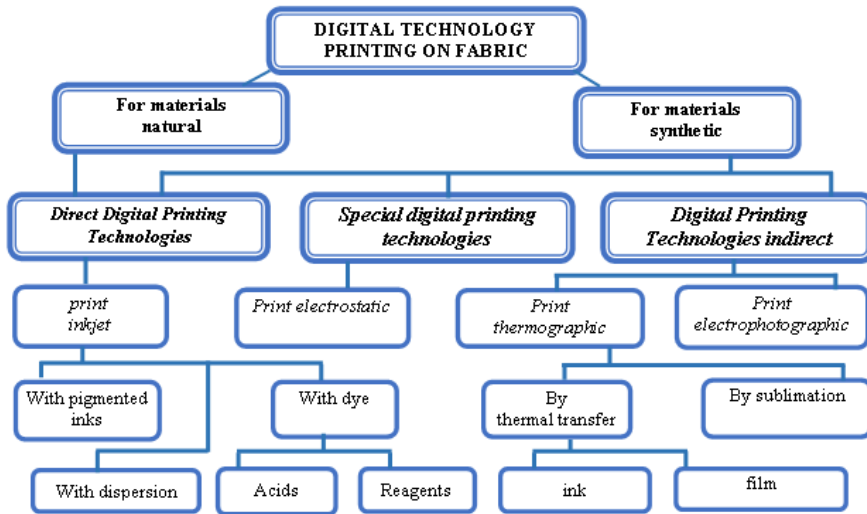 DIGITAL TECHNOLOGY
PRINTING ON FABRIC
For materials
natural
For materials
synthetic
Direct Digital Printing
Technologies
Special digital printing
technologies
Digital Printing
Technologies indirect
print
inkjet
Print electrostatic
Print
thermographic
Print
electrophotographic
With pigmented
inks
With dye
By
thermal transfer
By sublimation
With dispersion
Acids
Reagents
ink
film